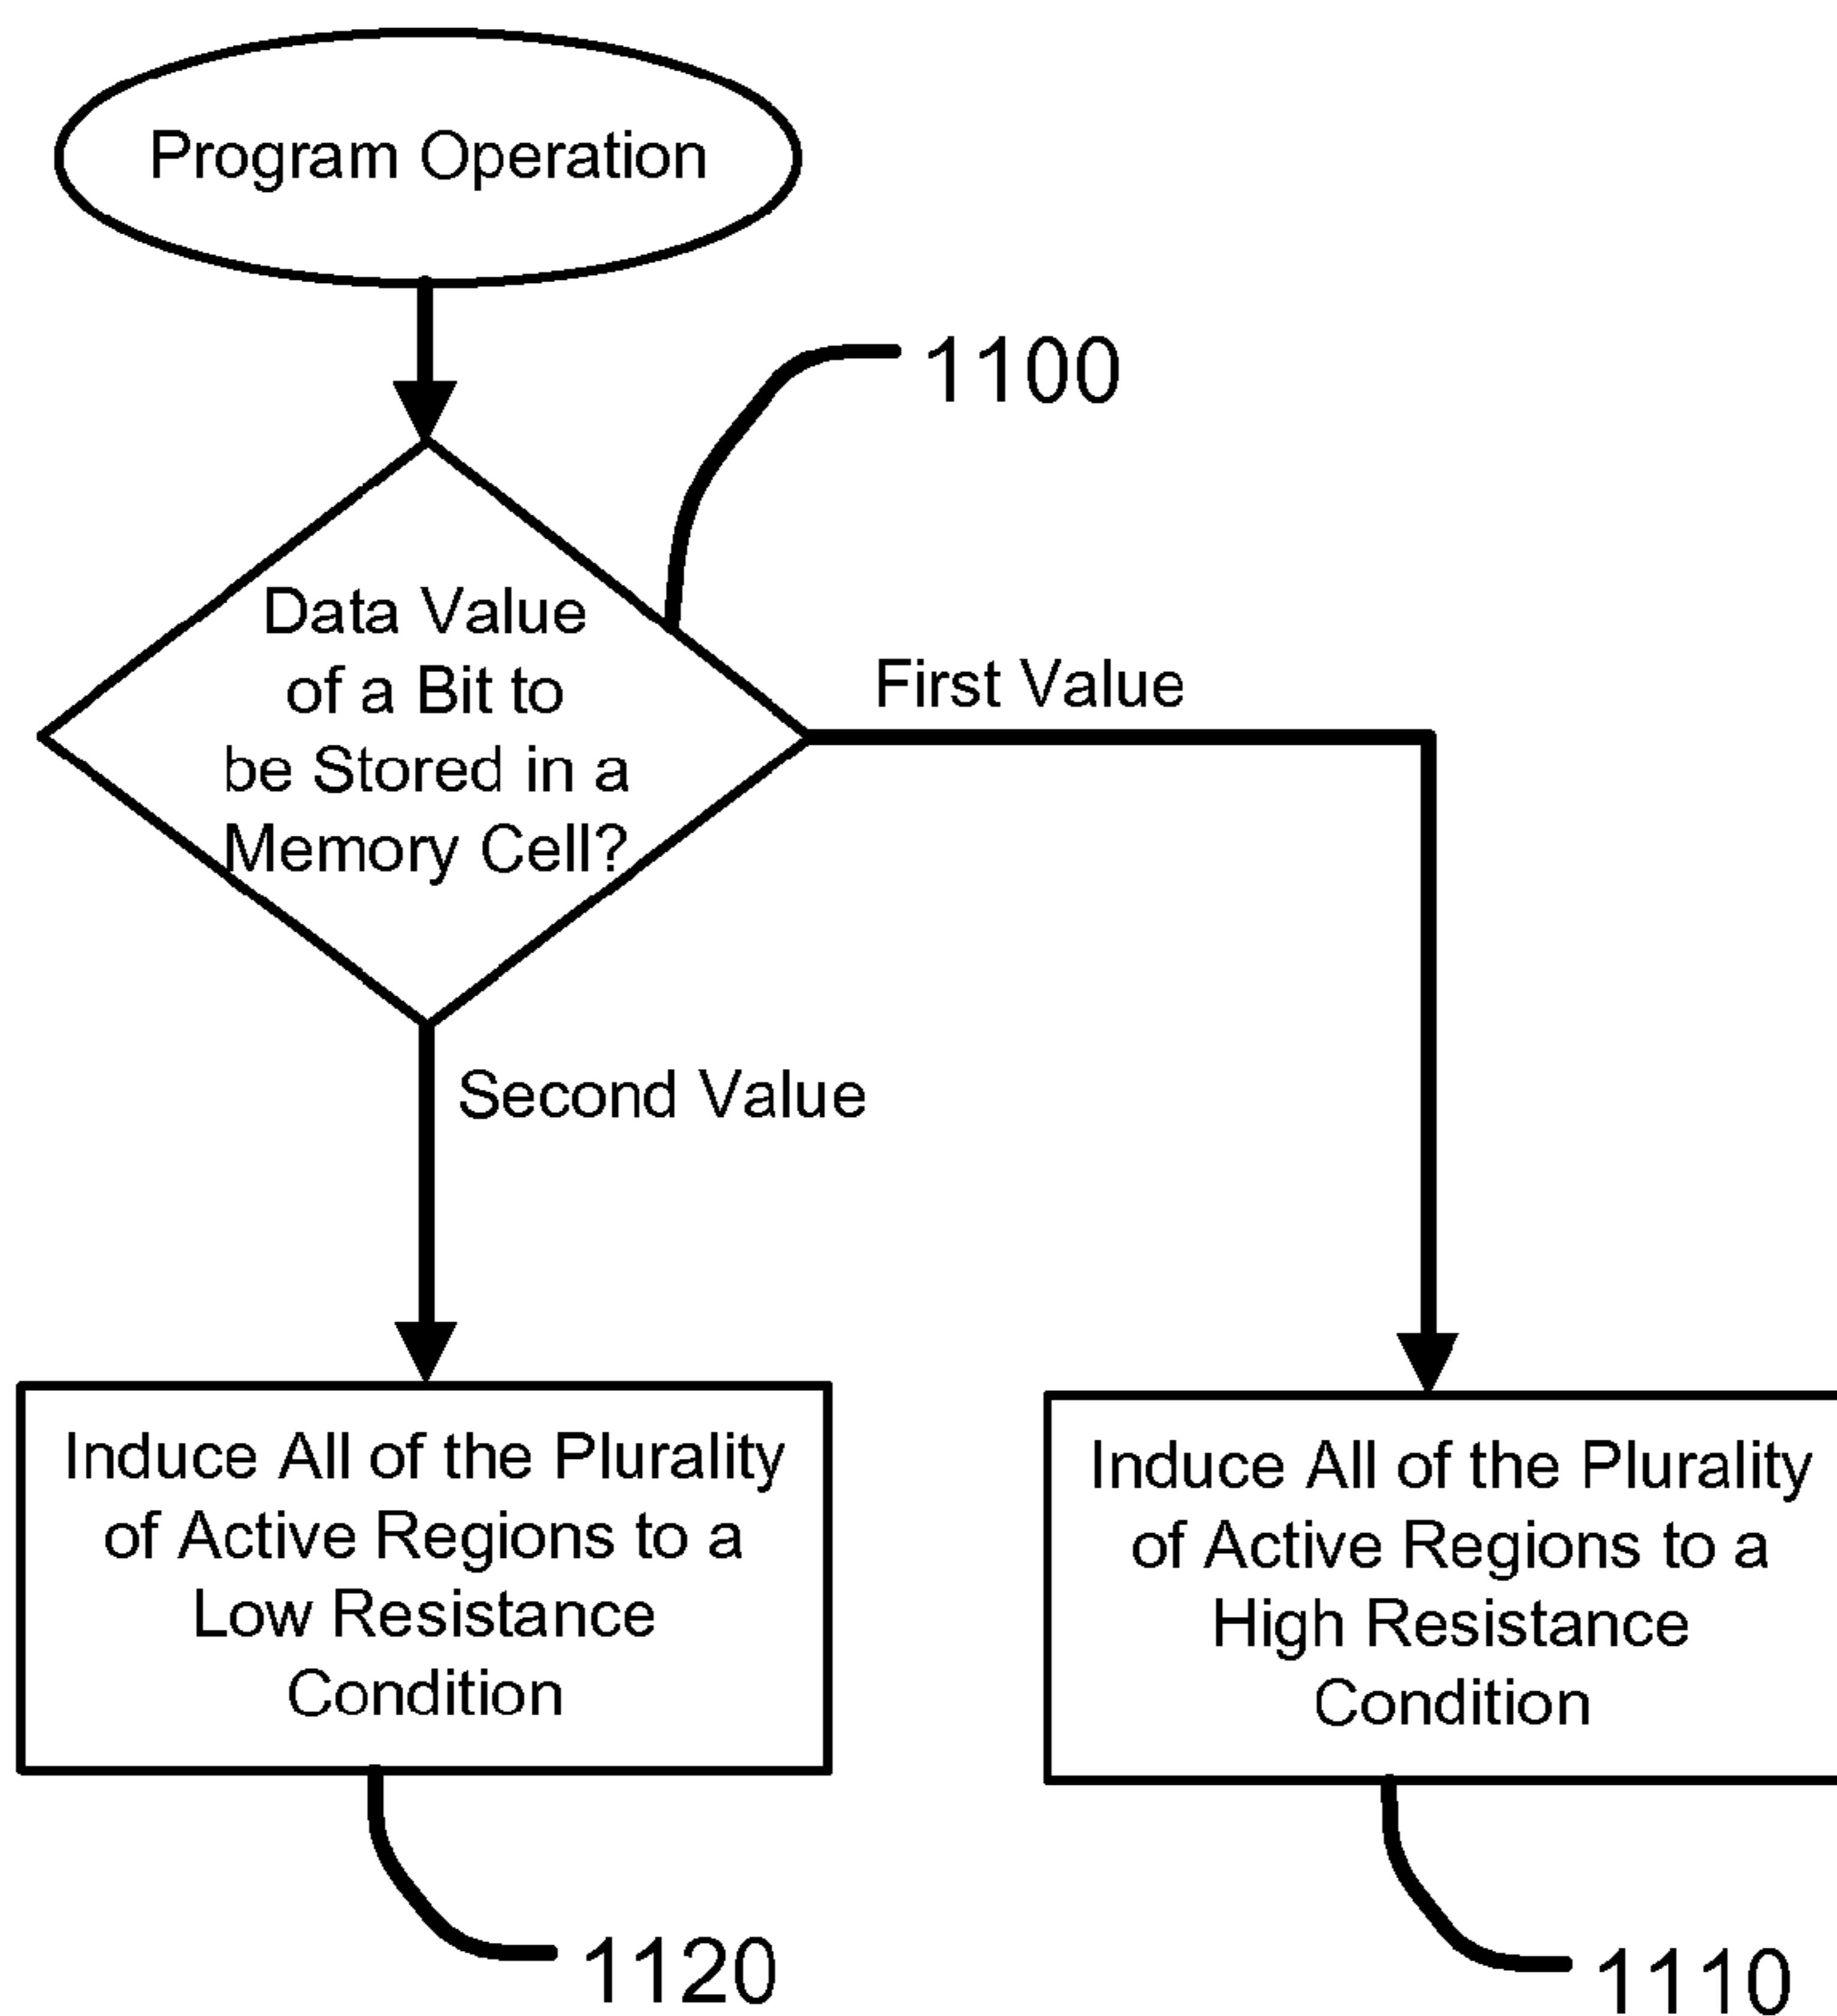 Program Operation
1100
Data Value
of a Bit to
be Stored in a
Memory Cell?
First Value
Second Value
Induce All of the Plurality
of Active Regions to a
Low Resistance
Condition
Induce All of the Plurality
of Active Regions to a
High Resistance
Condition
1120
1110